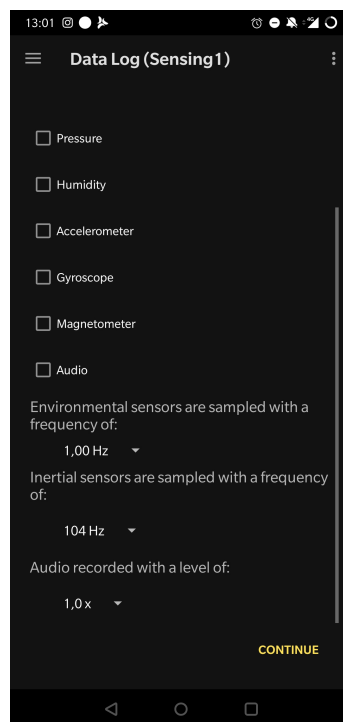 13:01
4G
Data Log (Sensing1)
Pressure
Humidity
Accelerometer
Gyroscope
Magnetometer
Audio
Environmental sensors are sampled with a
frequency of:
1,00 Hz
Inertial sensors are sampled with a frequency
of:
104 Hz
Audio recorded with a level of:
1,0 x
CONTINUE